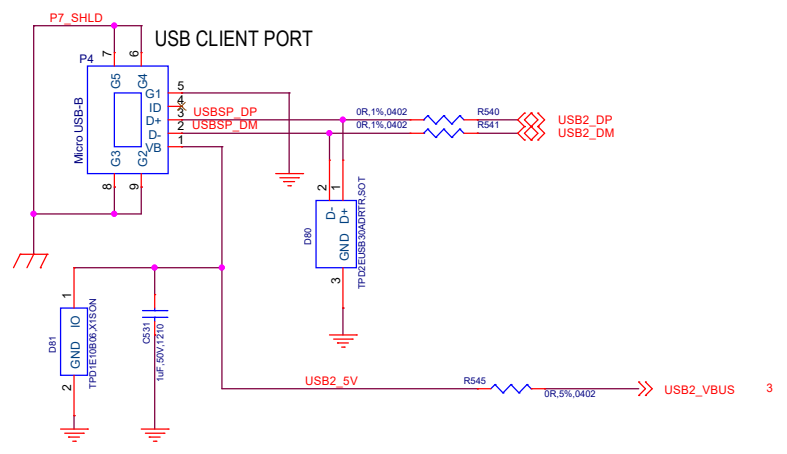 P7_SHLD
USB CLIENT PORT
P4
7
6
G5
G4
Micro USB-B
G1
5
ID
4
D+
3
USBSP_DP
D-
2
USBSP_DM
VB
1
G3
G2
8
9
0R,1%,0402
R540
USB2_DP
0R,1%,0402
R541
USB2_DM
2
1
D-
D+
D80
GND
TPD2EUSB30ADRTR,SOT
3
1
IO
D81
GND
TPD1E10B06,X1SON
2
C531
1uF,50V,1210
USB2_5V
R545
0R,5%,0402
USB2_VBUS
3